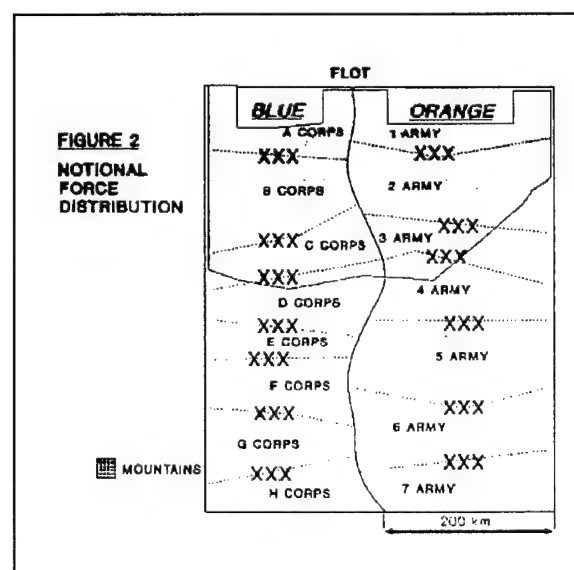 FLOT
BLUE
ORANGE
FIGURE 2
NOTIONAL
FORCE
DISTRIBUTION
A CORPS
1 ARMY
XXX
XXX
B CORPS
2 ARMY
XXX
C CORPS
3 ARMY
XXX
XXX
XXX
D CORPS
4 ARMY
XXX
E CORPS
XXX
XXX
5 ARMY
F CORPS
XXX
XXX
6 ARMY
G CORPS
MOUNTAINS
XXX
XXX
H CORPS
7 ARMY
200 km